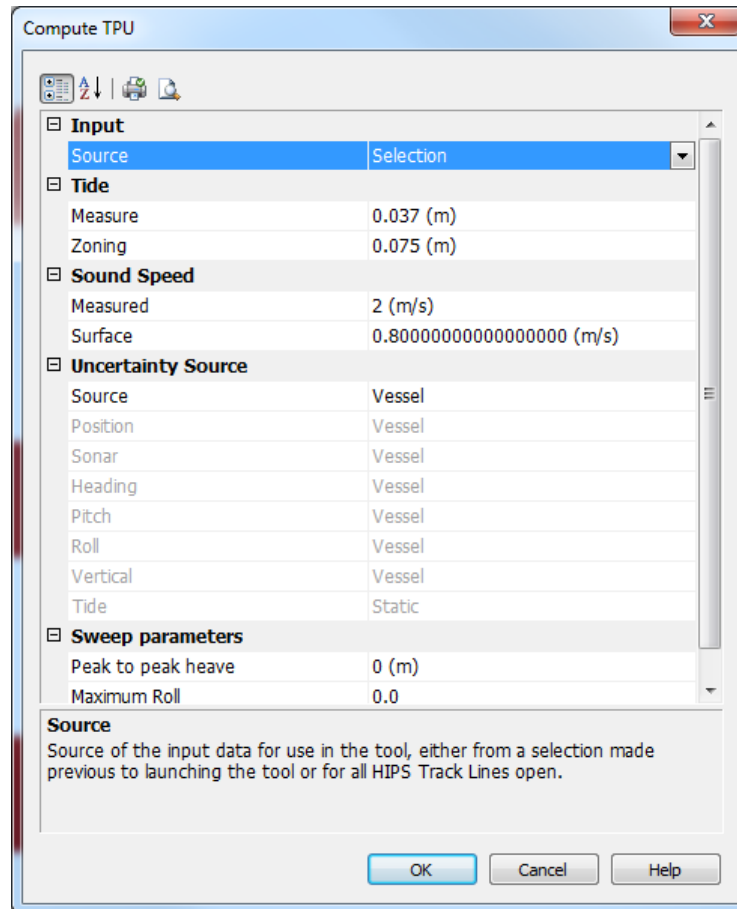 Compute TPU
Input
Source Selection
Tide
Measure 0.037 (m)
Zoning 0.075 (m)
Sound Speed
Measured 2 (m/s)
Surface 0.80000000000000000 (m/s)
Uncertainty Source
Source Vessel
Position Vessel
Sonar Vessel
Heading Vessel
Pitch Vessel
Roll Vessel
Vertical Vessel
Tide Static
Sweep parameters
Peak to peak heave 0 (m)
Maximum Roll 0.0
Source
Source of the input data for use in the tool, either from a selection made
previous to launching the tool or for all HIPS Track Lines open.
OK Cancel Help